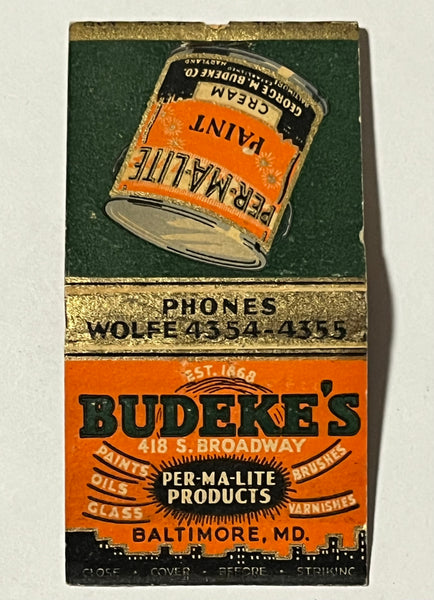 PER-MA-LITE
PAINT
CREAM
GEORGE M. BUDEKE CO.
PHONES
WOLFE 4354-4355
EST. 1868
BUDEKE'S
418 S. BROADWAY
PAINTS
OILS
GLASS
PER-MA-LITE
PRODUCTS
BRUSHES
VARNISHES
BALTIMORE, MD.
CLOSE · COVER · BEFORE · STRIKING